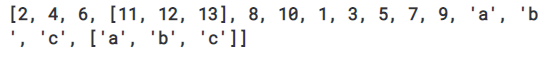 [2, 4, 6, [11, 12, 13], 8, 10, 1, 3, 5, 7, 9, 'a', 'b
', 'c', ['a', 'b', 'c']]